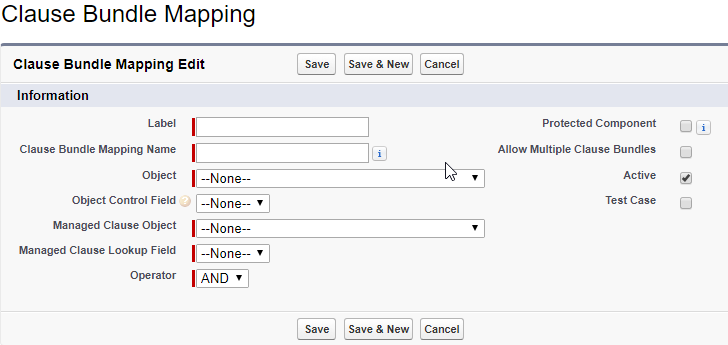 Clause Bundle Mapping
Clause Bundle Mapping Edit Save Save & New Cancel
Information
Label Protected Component i
Clause Bundle Mapping Name i Allow Multiple Clause Bundles
Object --None-- Active
Object Control Field ? --None-- Test Case
Managed Clause Object --None--
Managed Clause Lookup Field --None--
Operator AND
Save Save & New Cancel